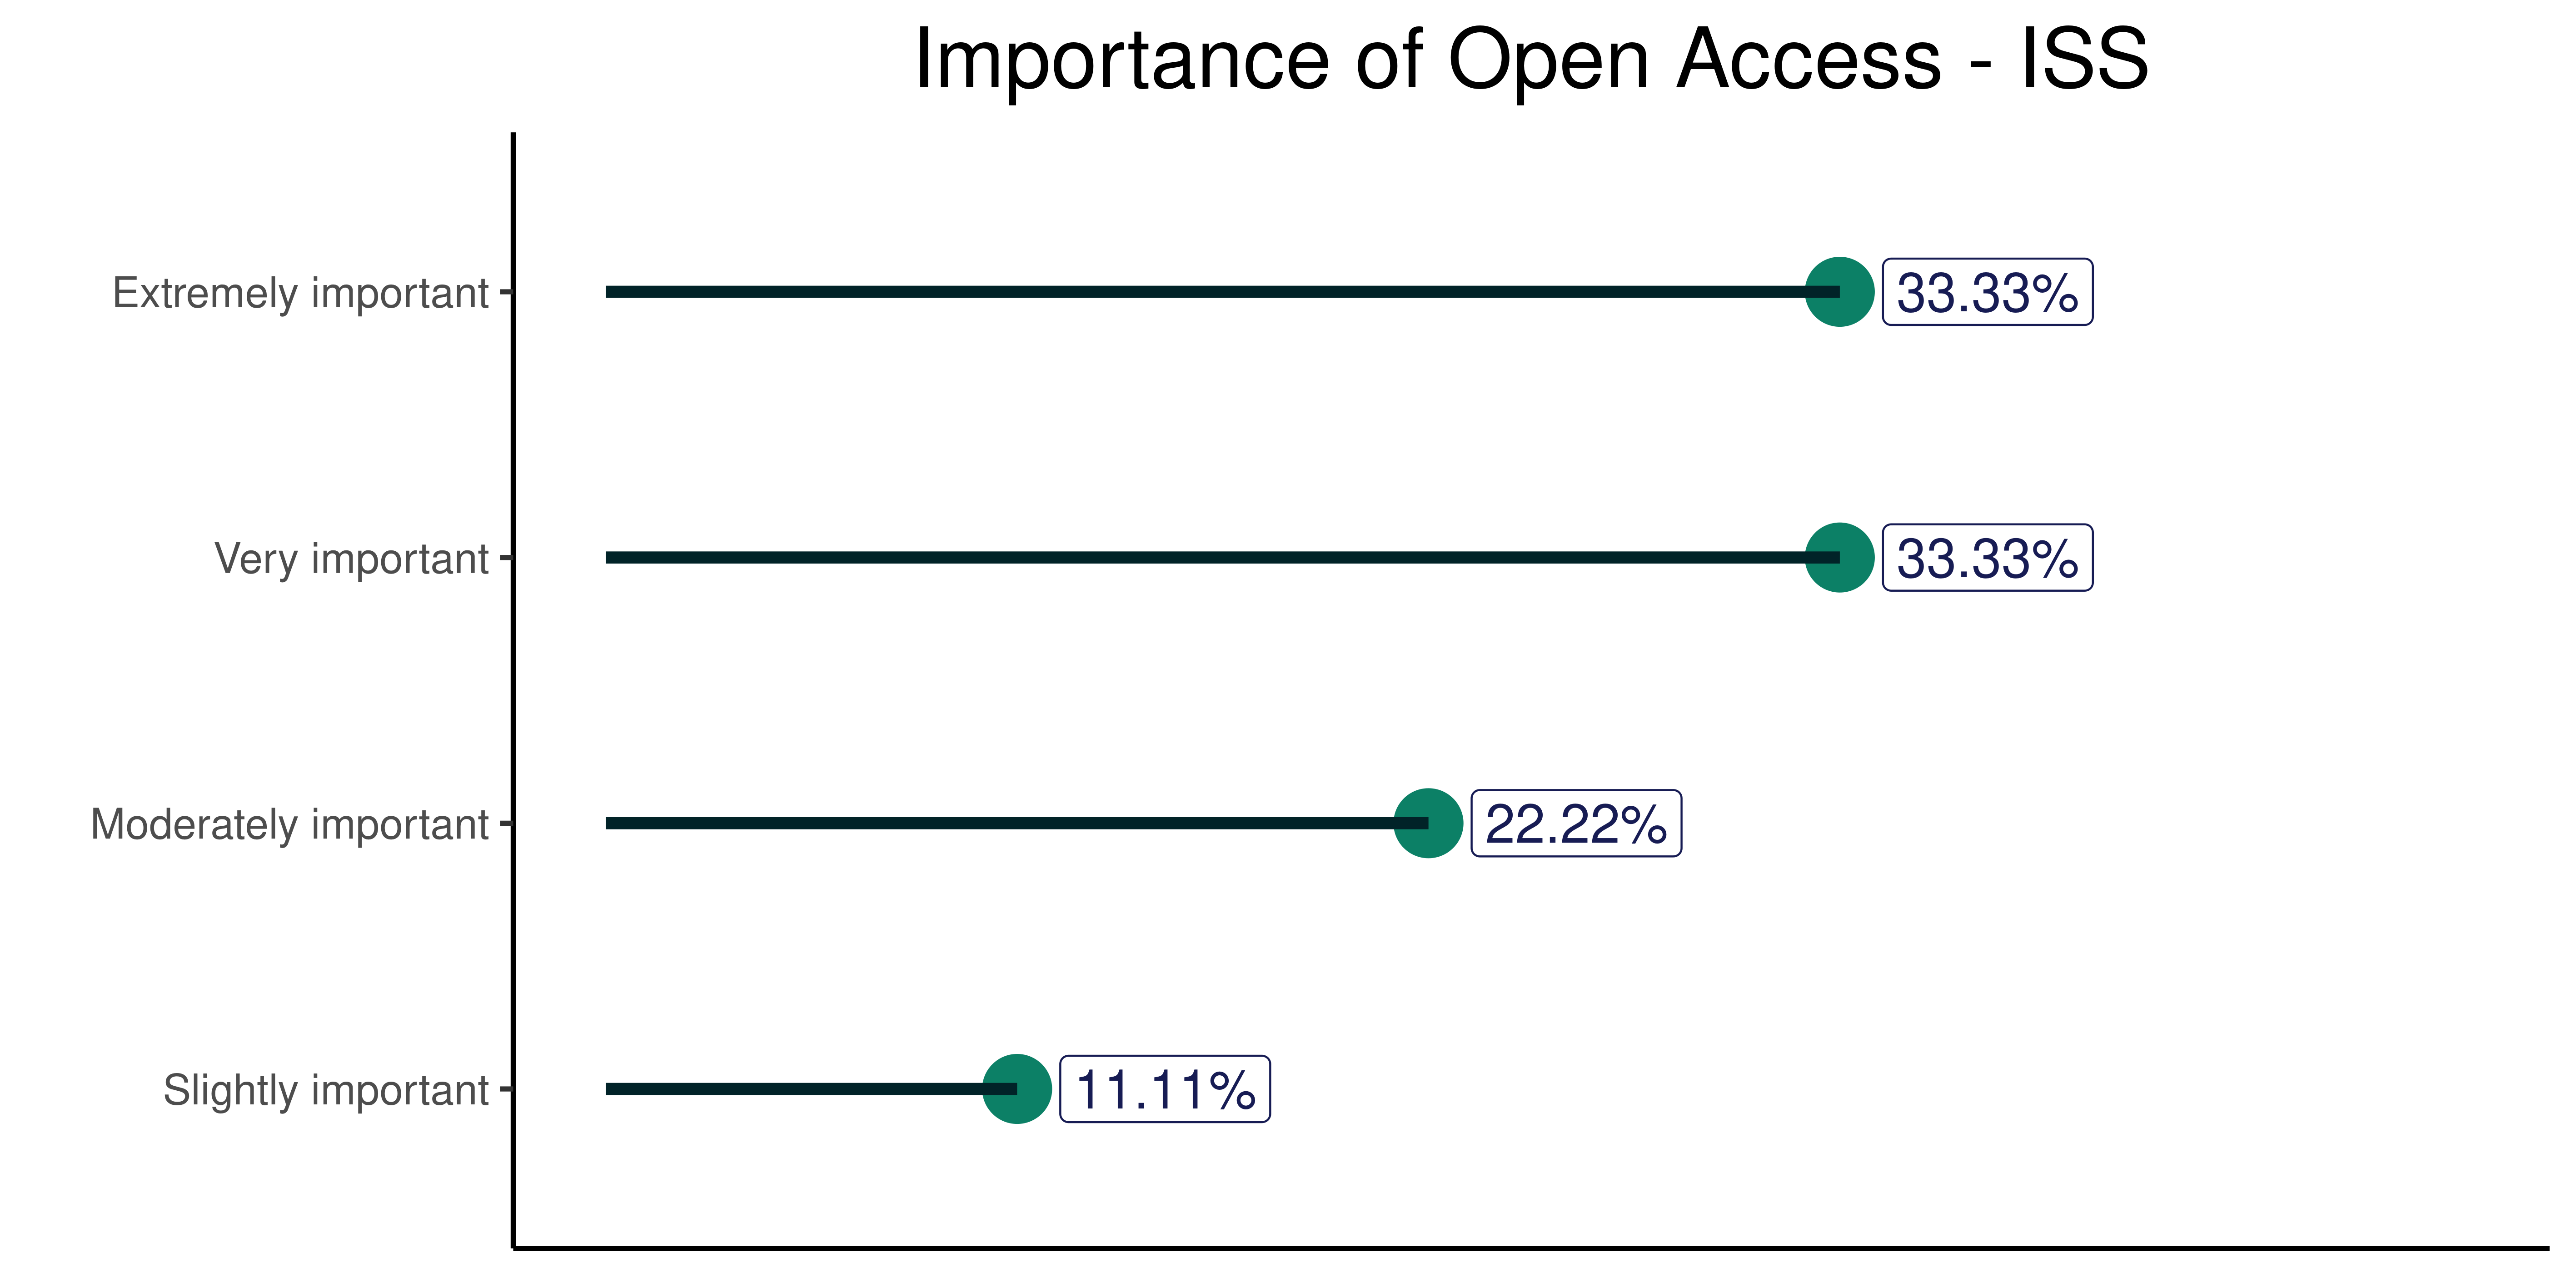 Importance of Open Access - ISS
Extremely important 33.33%
Very important 33.33%
Moderately important 22.22%
Slightly important 11.11%